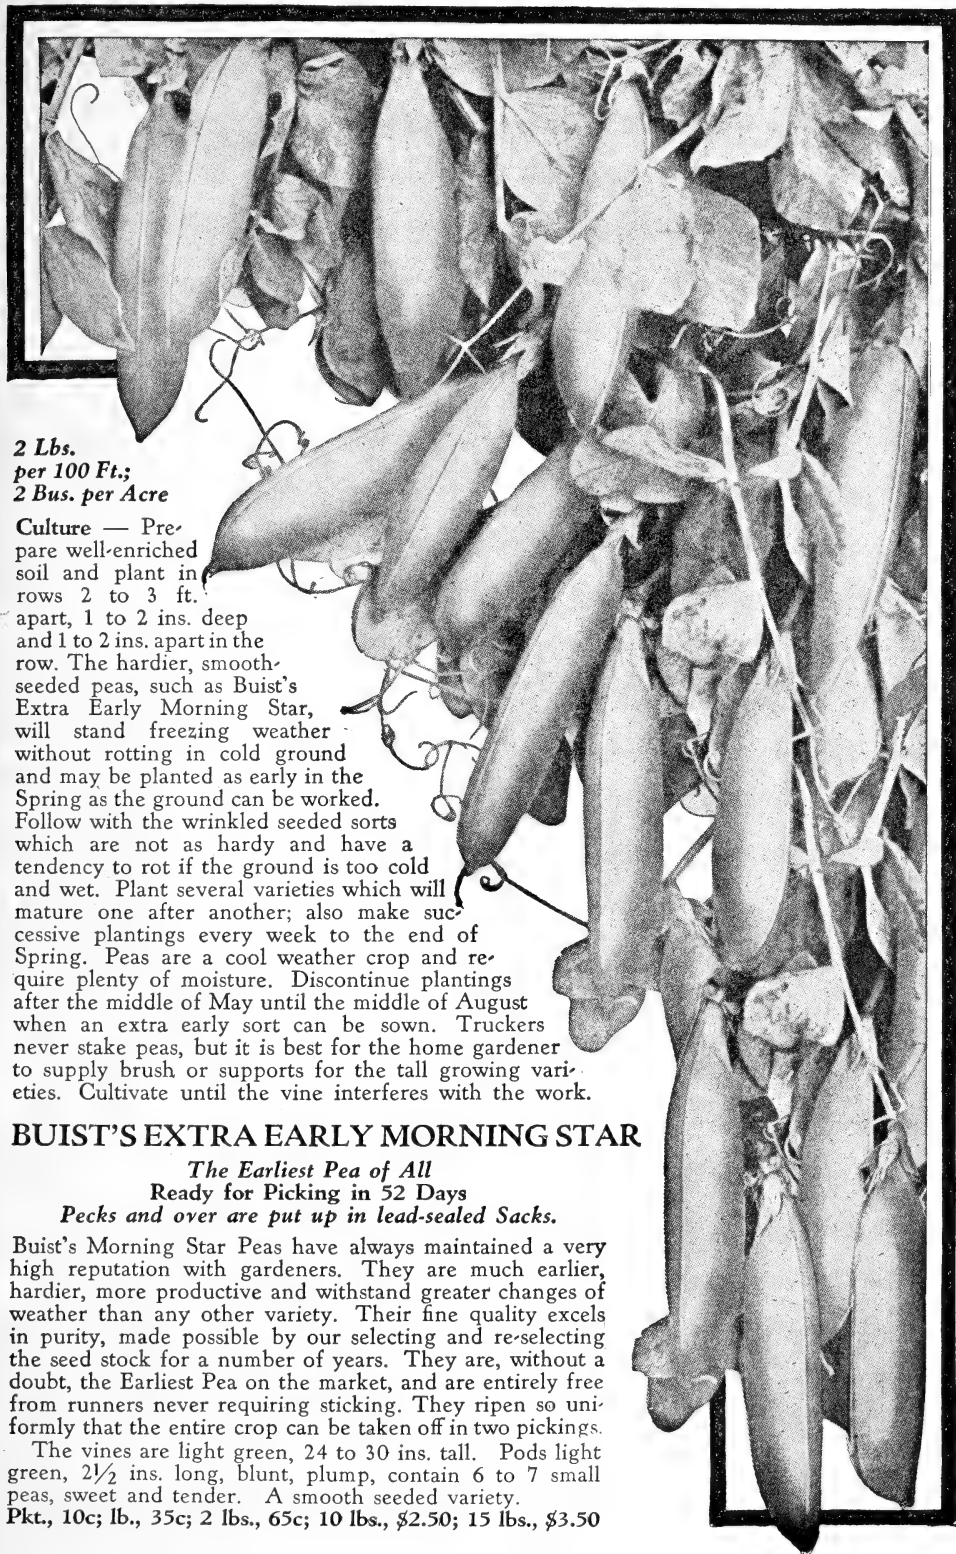 2 Lbs.
per 100 Ft.;
2 Bus. per Acre
Culture — Pre-
pare well-enriched
soil and plant in
rows 2 to 3 ft.
apart, 1 to 2 ins. deep
and 1 to 2 ins. apart in the
row. The hardier, smooth-
seeded peas, such as Buist's
Extra Early Morning Star,
will stand freezing weather
without rotting in cold ground
and may be planted as early in the
Spring as the ground can be worked.
Follow with the wrinkled seeded sorts
which are not as hardy and have a
tendency to rot if the ground is too cold
and wet. Plant several varieties which will
mature one after another; also make suc-
cessive plantings every week to the end of
Spring. Peas are a cool weather crop and re-
quire plenty of moisture. Discontinue plantings
after the middle of May until the middle of August
when an extra early sort can be sown. Truckers
never stake peas, but it is best for the home gardener
to supply brush or supports for the tall growing vari-
eties. Cultivate until the vine interferes with the work.
BUIST'S EXTRA EARLY MORNING STAR
The Earliest Pea of All
Ready for Picking in 52 Days
Pecks and over are put up in lead-sealed Sacks.
Buist's Morning Star Peas have always maintained a very
high reputation with gardeners. They are much earlier,
hardier, more productive and withstand greater changes of
weather than any other variety. Their fine quality excels
in purity, made possible by our selecting and re-selecting
the seed stock for a number of years. They are, without a
doubt, the Earliest Pea on the market, and are entirely free
from runners never requiring sticking. They ripen so uni-
formly that the entire crop can be taken off in two pickings.
The vines are light green, 24 to 30 ins. tall. Pods light
green, 2½ ins. long, blunt, plump, contain 6 to 7 small
peas, sweet and tender. A smooth seeded variety.
Pkt., 10c; lb., 35c; 2 lbs., 65c; 10 lbs., $2.50; 15 lbs., $3.50